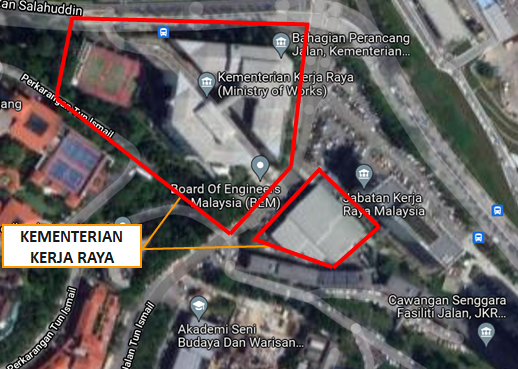 an Salahuddin
Bahagian Perancang
Jalan, Kementerian...
Kementerian Kerja Raya
(Ministry of Works)
Perkarangan Tun Ismail
ang
Board Of Engineers
Malaysia (BEM)
Jabatan Kerja
Raya Malaysia
KEMENTERIAN
KERJA RAYA
Cawangan Senggara
Fasiliti Jalan, JKR...
Akademi Seni
Budaya Dan Warisan...
Perkarangan Tun Ismail
Jalan Tun Ismail